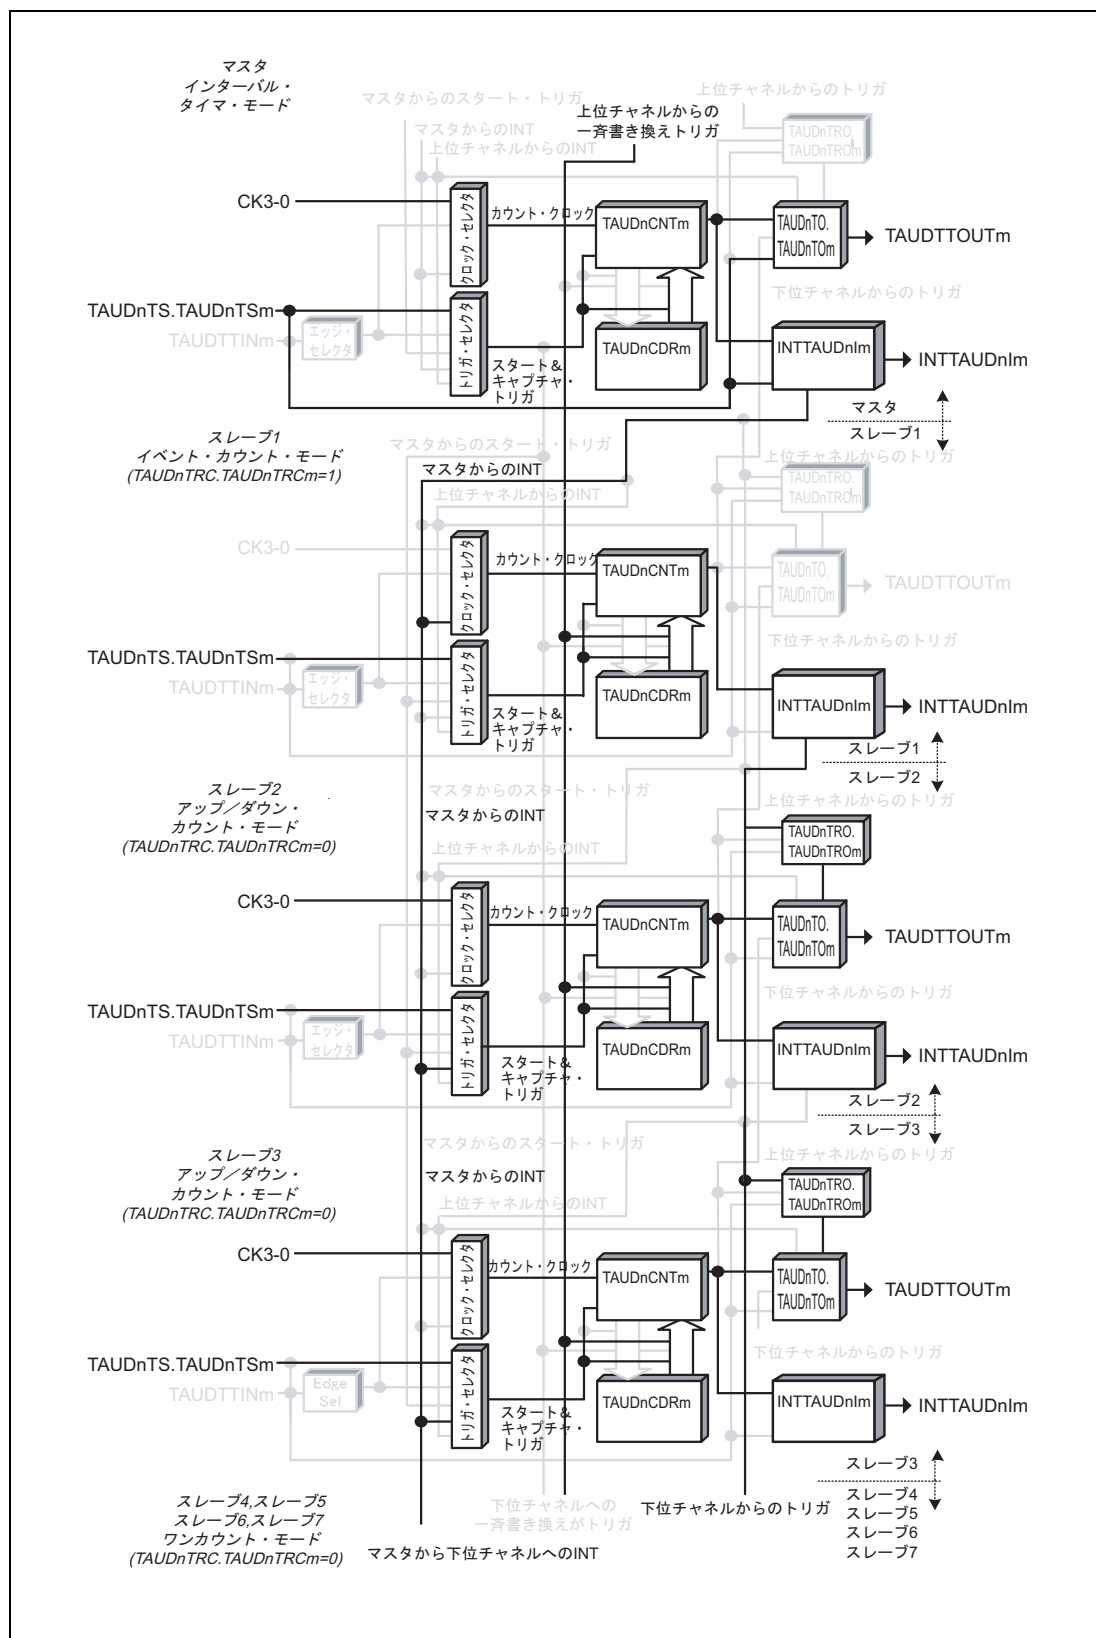 マスタ
インターバル・
タイマ・モード
マスタからのスタート・トリガ
マスタからのINT
上位チャネルからのINT
上位チャネルからの
一斉書き換えトリガ
上位チャネルからのトリガ
TAUDnTRO.
TAUDnTROm
CK3-0
クロック・セレクタ
カウント・クロック
TAUDnCNTm
TAUDnTO.
TAUDnTOm
TAUDTTOUTm
下位チャネルからのトリガ
TAUDnTS.TAUDnTSm
TAUDTTINm
エッジ・
セレクタ
トリガ・セレクタ
スタート&
キャプチャ・
トリガ
TAUDnCDRm
INTTAUDnIm
INTTAUDnIm
マスタ
スレーブ1
スレーブ1
イベント・カウント・モード
(TAUDnTRC.TAUDnTRCm=1)
マスタからのスタート・トリガ
マスタからのINT
上位チャネルからのINT
上位チャネルからのトリガ
TAUDnTRO.
TAUDnTROm
CK3-0
クロック・セレクタ
カウント・クロック
TAUDnCNTm
TAUDnTO.
TAUDnTOm
TAUDTTOUTm
下位チャネルからのトリガ
TAUDnTS.TAUDnTSm
TAUDTTINm
エッジ・
セレクタ
トリガ・セレクタ
スタート&
キャプチャ・
トリガ
TAUDnCDRm
INTTAUDnIm
INTTAUDnIm
スレーブ1
スレーブ2
スレーブ2
アップ/ダウン・
カウント・モード
(TAUDnTRC.TAUDnTRCm=0)
マスタからのスタート・トリガ
マスタからのINT
上位チャネルからのINT
上位チャネルからのトリガ
TAUDnTRO.
TAUDnTROm
CK3-0
クロック・セレクタ
カウント・クロック
TAUDnCNTm
TAUDnTO.
TAUDnTOm
TAUDTTOUTm
下位チャネルからのトリガ
TAUDnTS.TAUDnTSm
TAUDTTINm
エッジ・
セレクタ
トリガ・セレクタ
スタート&
キャプチャ・
トリガ
TAUDnCDRm
INTTAUDnIm
INTTAUDnIm
スレーブ2
スレーブ3
スレーブ3
アップ/ダウン・
カウント・モード
(TAUDnTRC.TAUDnTRCm=0)
マスタからのスタート・トリガ
マスタからのINT
上位チャネルからのINT
上位チャネルからのトリガ
TAUDnTRO.
TAUDnTROm
CK3-0
クロック・セレクタ
カウント・クロック
TAUDnCNTm
TAUDnTO.
TAUDnTOm
TAUDTTOUTm
下位チャネルからのトリガ
TAUDnTS.TAUDnTSm
TAUDTTINm
Edge
Sel
トリガ・セレクタ
スタート&
キャプチャ・
トリガ
TAUDnCDRm
INTTAUDnIm
INTTAUDnIm
スレーブ3
スレーブ4
スレーブ5
スレーブ6
スレーブ7
スレーブ4,スレーブ5
スレーブ6,スレーブ7
ワンカウント・モード
(TAUDnTRC.TAUDnTRCm=0)
マスタから下位チャネルへのINT
下位チャネルへの
一斉書き換えがトリガ
下位チャネルからのトリガ